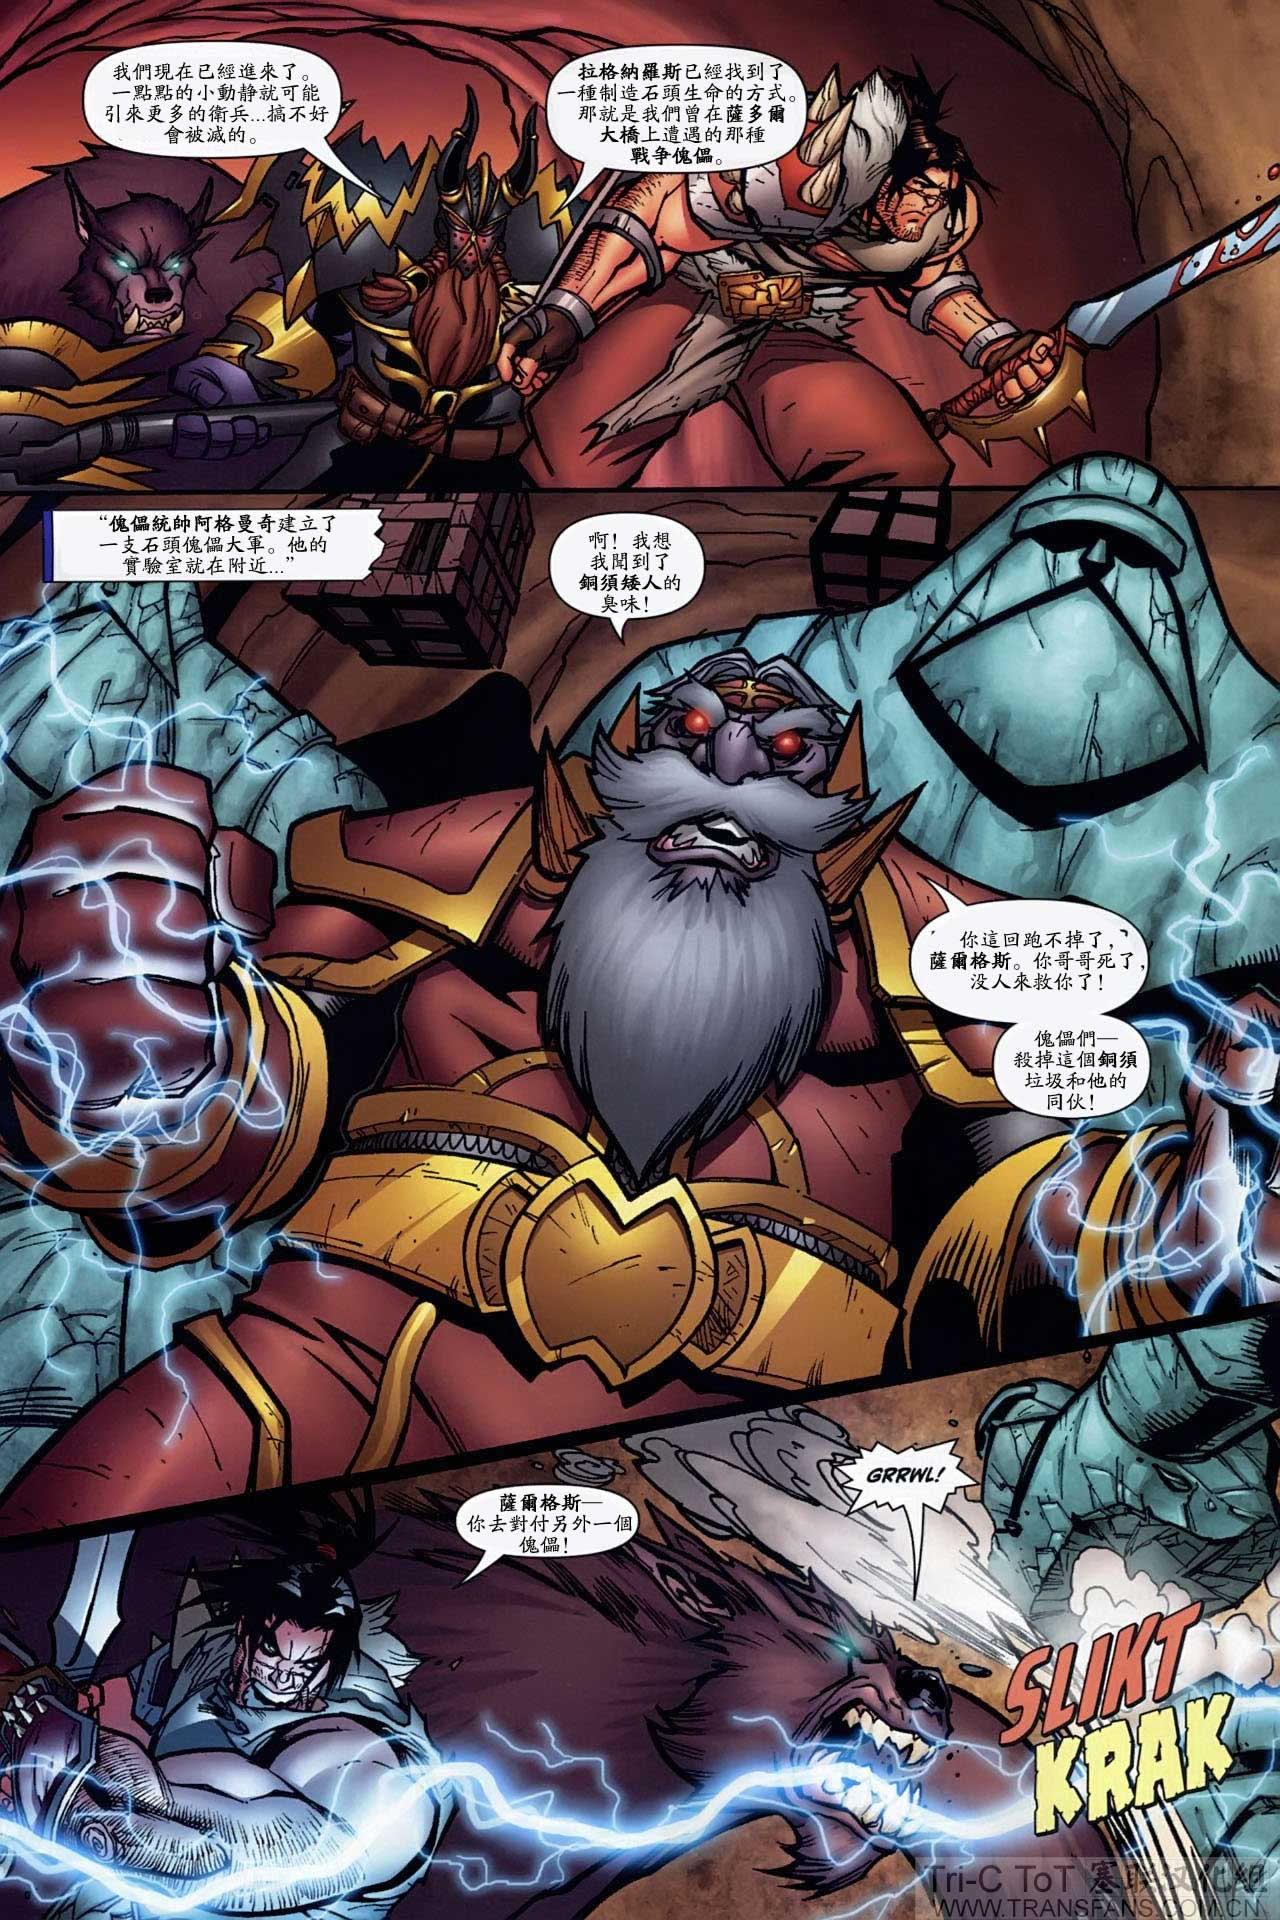 我們現在已經進來了。
一點點的小動静就可能
引來更多的衛兵...搞不好
會被滅的。
拉格納羅斯已經找到了
一種制造石頭生命的方式。
那就是我們曾在薩多爾
大橋上遭遇的那種
戰争傀儡。
“傀儡統帥阿格曼奇建立了
一支石頭傀儡大軍。他的
實驗室就在附近...”
啊！我想
我聞到了
銅須矮人的
臭味！
你這回跑不掉了，
薩爾格斯。你哥哥死了，
没人來救你了！
傀儡們—
殺掉這個銅須
垃圾和他的
同伙！
薩爾格斯—
你去對付另外一個
傀儡！
GRRWL!
SLIKT
KRAK
Tri-C ToT 塞联汉化组
WWW.TRANSFANS.COM.CN